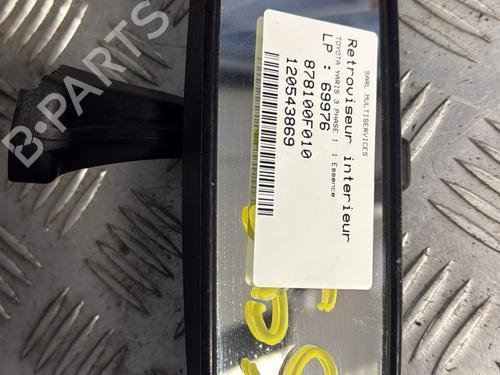 SARL MULTISERVICES
Retroviseur interieur
TOYOTA YARIS 3 PHASE 1 1 Essence
LP : 69976
878100F010
120543869
B-PARTS